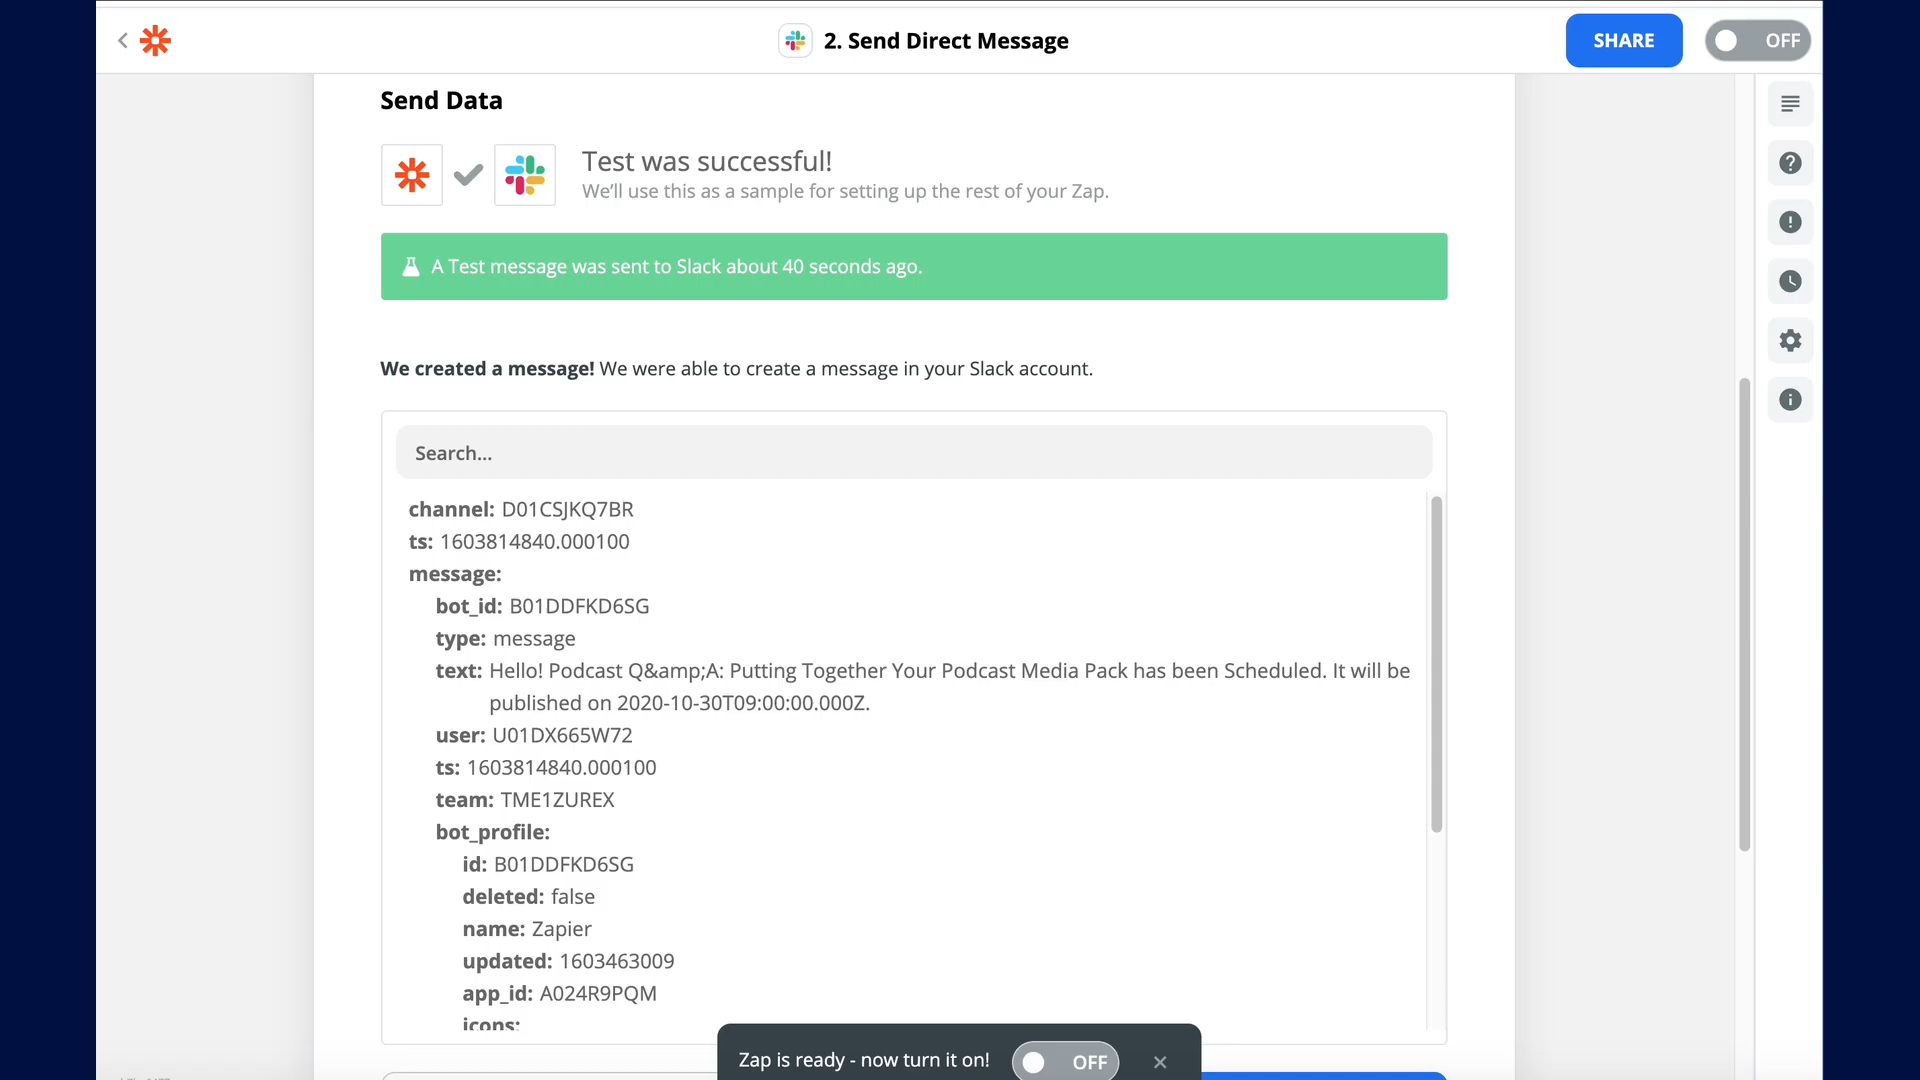 2. Send Direct Message
SHARE
OFF
Send Data
Test was successful!
We'll use this as a sample for setting up the rest of your Zap.
A Test message was sent to Slack about 40 seconds ago.
We created a message! We were able to create a message in your Slack account.
Search...
channel: D01CSJKQ7BR
ts: 1603814840.000100
message:
bot_id: B01DDFKD6SG
type: message
text: Hello! Podcast Q&amp;A: Putting Together Your Podcast Media Pack has been Scheduled. It will be
published on 2020-10-30T09:00:00.000Z.
user: U01DX665W72
ts: 1603814840.000100
team: TME1ZUREX
bot_profile:
id: B01DDFKD6SG
deleted: false
name: Zapier
updated: 1603463009
app_id: A024R9PQM
icons:
Zap is ready - now turn it on!
OFF